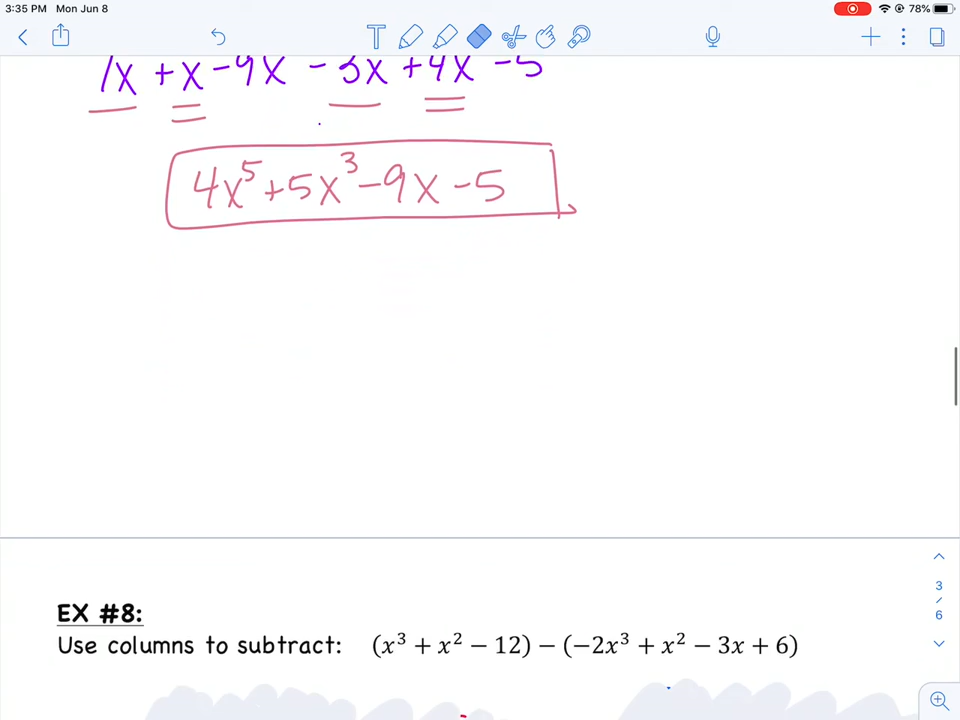 3:35 PM Mon Jun 8 78%
7x + x - 9x - 3x + 4x - 5
4x⁵ + 5x³ - 9x - 5
3
/
6
EX #8:
Use columns to subtract: (x³ + x² − 12) − (−2x³ + x² − 3x + 6)